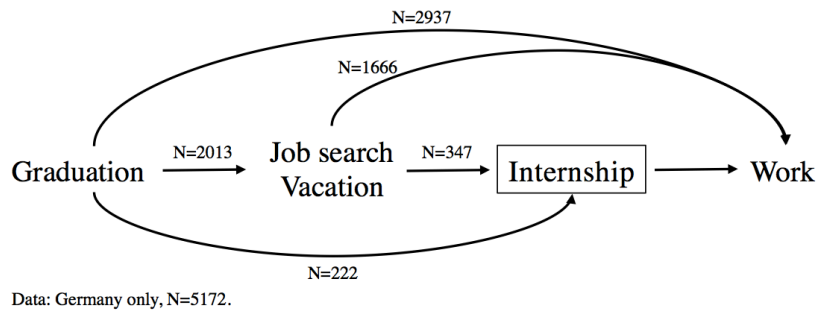 N=2937
N=1666
Graduation
N=2013
Job search
Vacation
N=347
Internship
Work
N=222
Data: Germany only, N=5172.